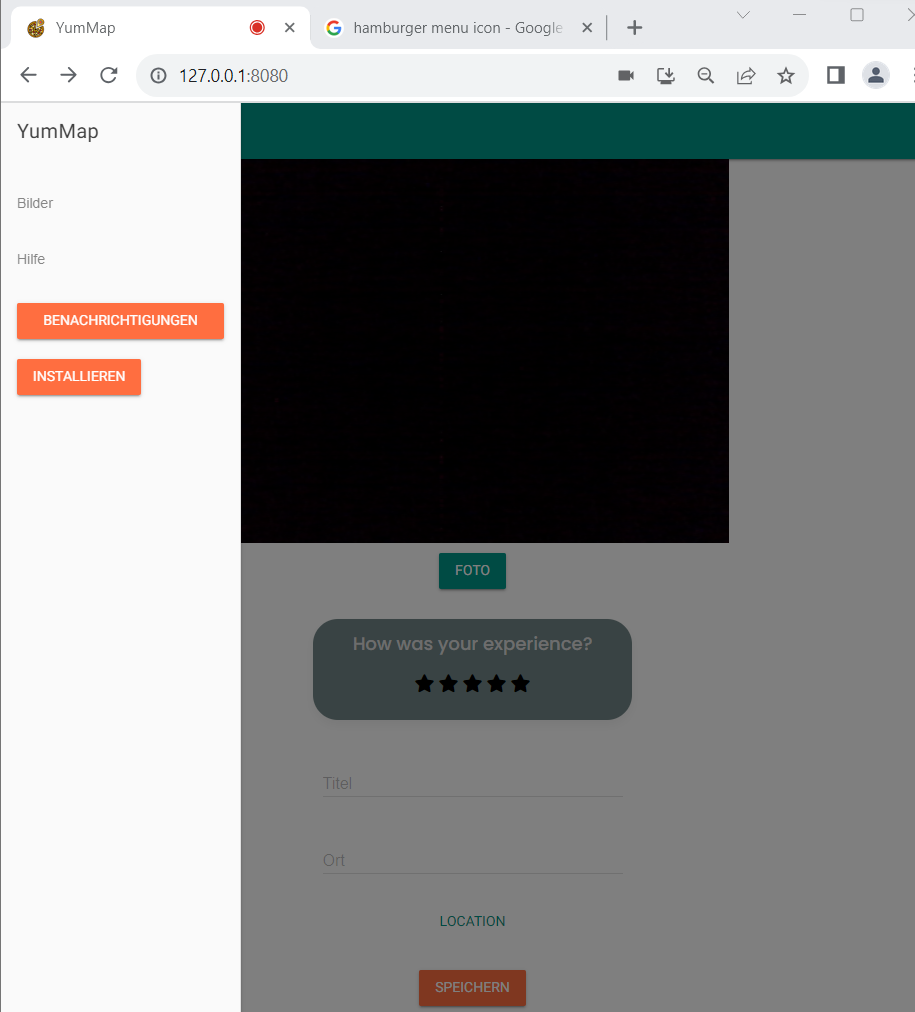 YumMap
hamburger menu icon - Google
127.0.0.1:8080
YumMap
Bilder
Hilfe
BENACHRICHTIGUNGEN
INSTALLIEREN
FOTO
How was your experience?
Titel
Ort
LOCATION
SPEICHERN